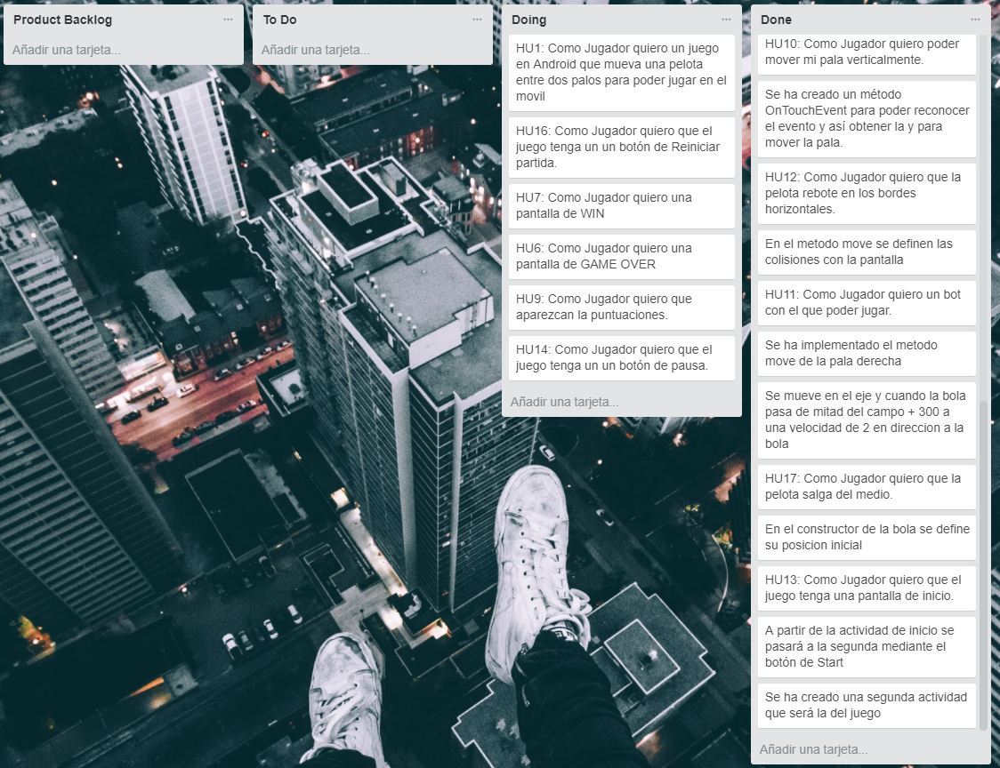 Product Backlog
Añadir una tarjeta...
To Do
Añadir una tarjeta...
Doing
HU1: Como Jugador quiero un juego
en Android que mueva una pelota
entre dos palos para poder jugar en el
movil
HU16: Como Jugador quiero que el
juego tenga un un botón de Reiniciar
partida.
HU7: Como Jugador quiero una
pantalla de WIN
HU6: Como Jugador quiero una
pantalla de GAME OVER
HU9: Como Jugador quiero que
aparezcan la puntuaciones.
HU14: Como Jugador quiero que el
juego tenga un un botón de pausa.
Añadir una tarjeta...
Done
HU10: Como Jugador quiero poder
mover mi pala verticalmente.
Se ha creado un método
OnTouchEvent para poder reconocer
el evento y así obtener la y para
mover la pala.
HU12: Como Jugador quiero que la
pelota rebote en los bordes
horizontales.
En el metodo move se definen las
colisiones con la pantalla
HU11: Como Jugador quiero un bot
con el que poder jugar.
Se ha implementado el metodo
move de la pala derecha
Se mueve en el eje y cuando la bola
pasa de mitad del campo + 300 a
una velocidad de 2 en direccion a la
bola
HU17: Como Jugador quiero que la
pelota salga del medio.
En el constructor de la bola se define
su posicion inicial
HU13: Como Jugador quiero que el
juego tenga una pantalla de inicio.
A partir de la actividad de inicio se
pasará a la segunda mediante el
botón de Start
Se ha creado una segunda actividad
que será la del juego
Añadir una tarjeta...